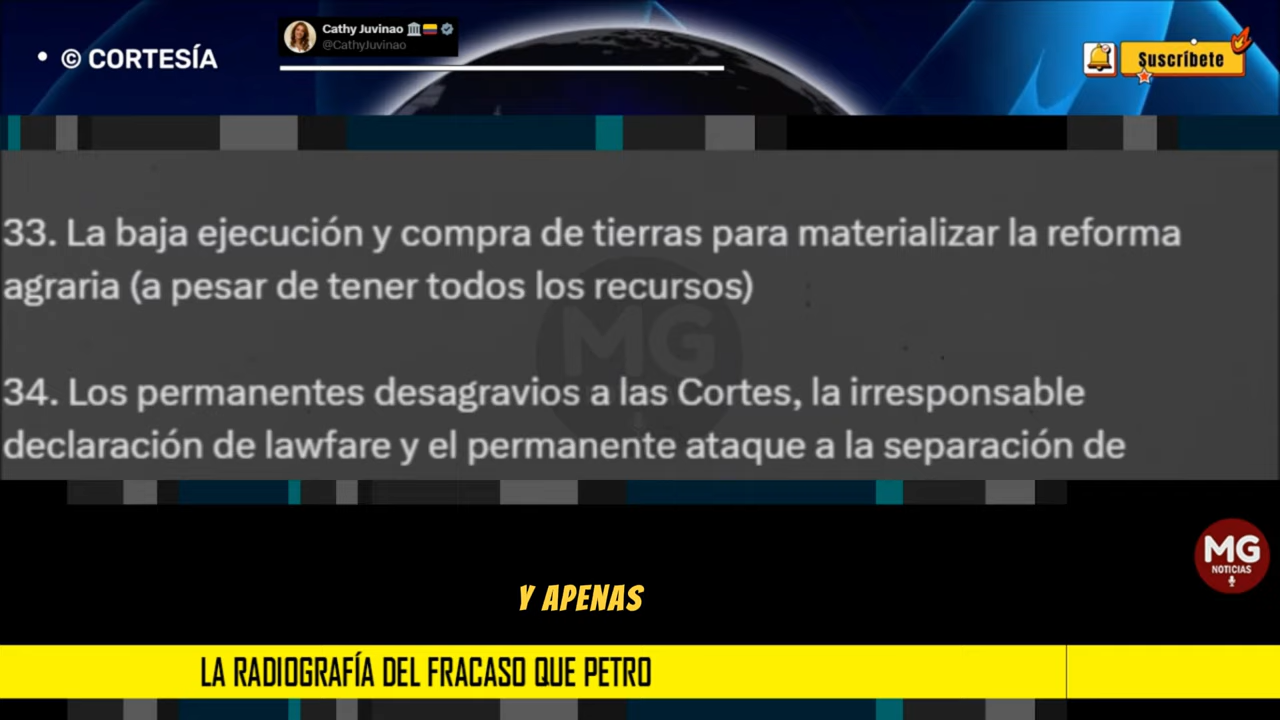 • © CORTESÍA
Cathy Juvinao
@CathyJuvinao
Suscríbete
33. La baja ejecución y compra de tierras para materializar la reforma
agraria (a pesar de tener todos los recursos)
MG
34. Los permanentes desagravios a las Cortes, la irresponsable
declaración de lawfare y el permanente ataque a la separación de
MG
NOTICIAS
Y APENAS
LA RADIOGRAFÍA DEL FRACASO QUE PETRO